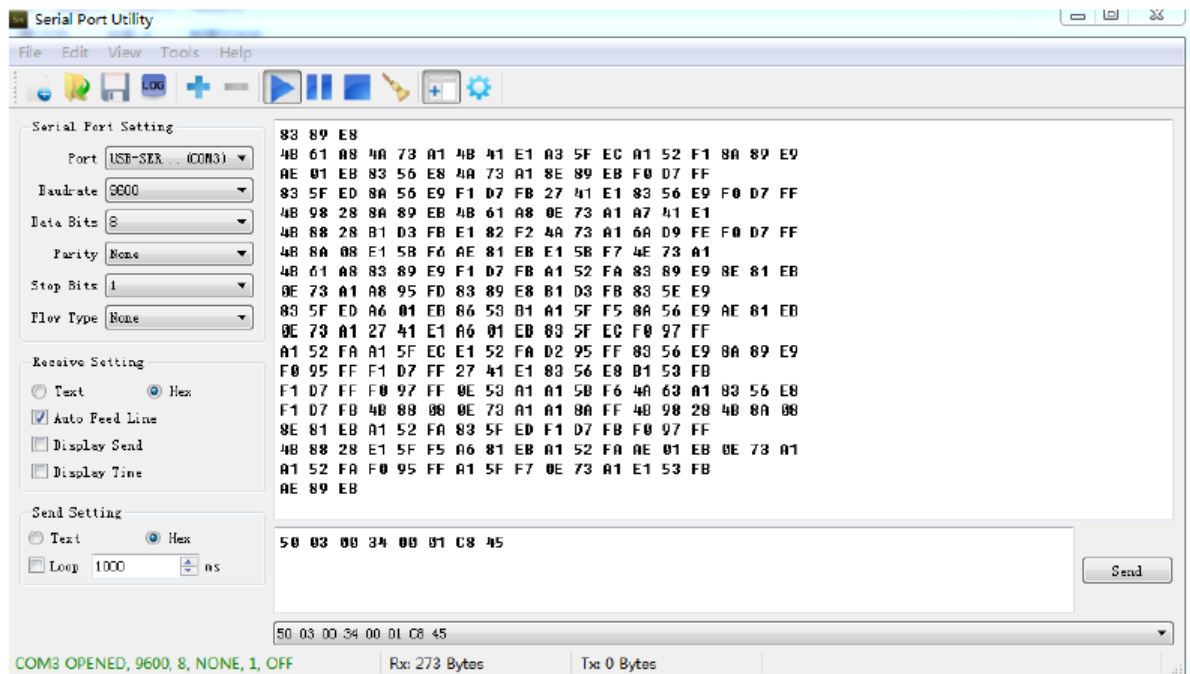 Serial Port Utility
File Edit View Tools Help
LOG
Serial Port Setting
Port USB-SER... (COM3)
Baudrate 9600
Data Bits 8
Parity None
Stop Bits 1
Flow Type None
Receive Setting
Text Hex
Auto Feed Line
Display Send
Display Time
Send Setting
Text Hex
Loop 1000 ms
83 89 E8
4B 61 A8 4A 73 A1 4B 41 E1 A3 5F EC A1 52 F1 8A 89 E9
AE 01 EB 83 56 E8 4A 73 A1 8E 89 EB F0 D7 FF
83 5F ED 8A 56 E9 F1 D7 FB 27 41 E1 83 56 E9 F0 D7 FF
4B 98 28 8A 89 EB 4B 61 A8 0E 73 A1 A7 41 E1
4B 88 28 B1 D3 FB E1 82 F2 4A 73 A1 6A D9 FE F0 D7 FF
4B 8A 08 E1 5B F6 AE 81 EB E1 5B F7 4E 73 A1
4B 61 A8 83 89 E9 F1 D7 FB A1 52 FA 83 89 E9 8E 81 EB
0E 73 A1 A8 95 FD 83 89 E8 B1 D3 FB 83 5E E9
83 5F ED A6 01 EB 86 53 B1 A1 5F F5 8A 56 E9 AE 81 EB
0E 73 A1 27 41 E1 A6 01 EB 83 5F EC F0 97 FF
A1 52 FA A1 5F EC E1 52 FA D2 95 FF 83 56 E9 8A 89 E9
F0 95 FF F1 D7 FF 27 41 E1 83 56 E8 B1 53 FB
F1 D7 FF F0 97 FF 0E 53 A1 A1 5B F6 4A 63 A1 83 56 E8
F1 D7 FB 4B 88 08 0E 73 A1 A1 8A FF 4B 98 28 4B 8A 08
8E 81 EB A1 52 FA 83 5F ED F1 D7 FB F0 97 FF
4B 88 28 E1 5F F5 A6 81 EB A1 52 FA AE 01 EB 0E 73 A1
A1 52 FA F0 95 FF A1 5F F7 0E 73 A1 E1 53 FB
AE 89 EB
50 03 00 34 00 01 C8 45
Send
50 03 00 34 00 01 C8 45
COM3 OPENED, 9600, 8, NONE, 1, OFF Rx: 273 Bytes Tx: 0 Bytes